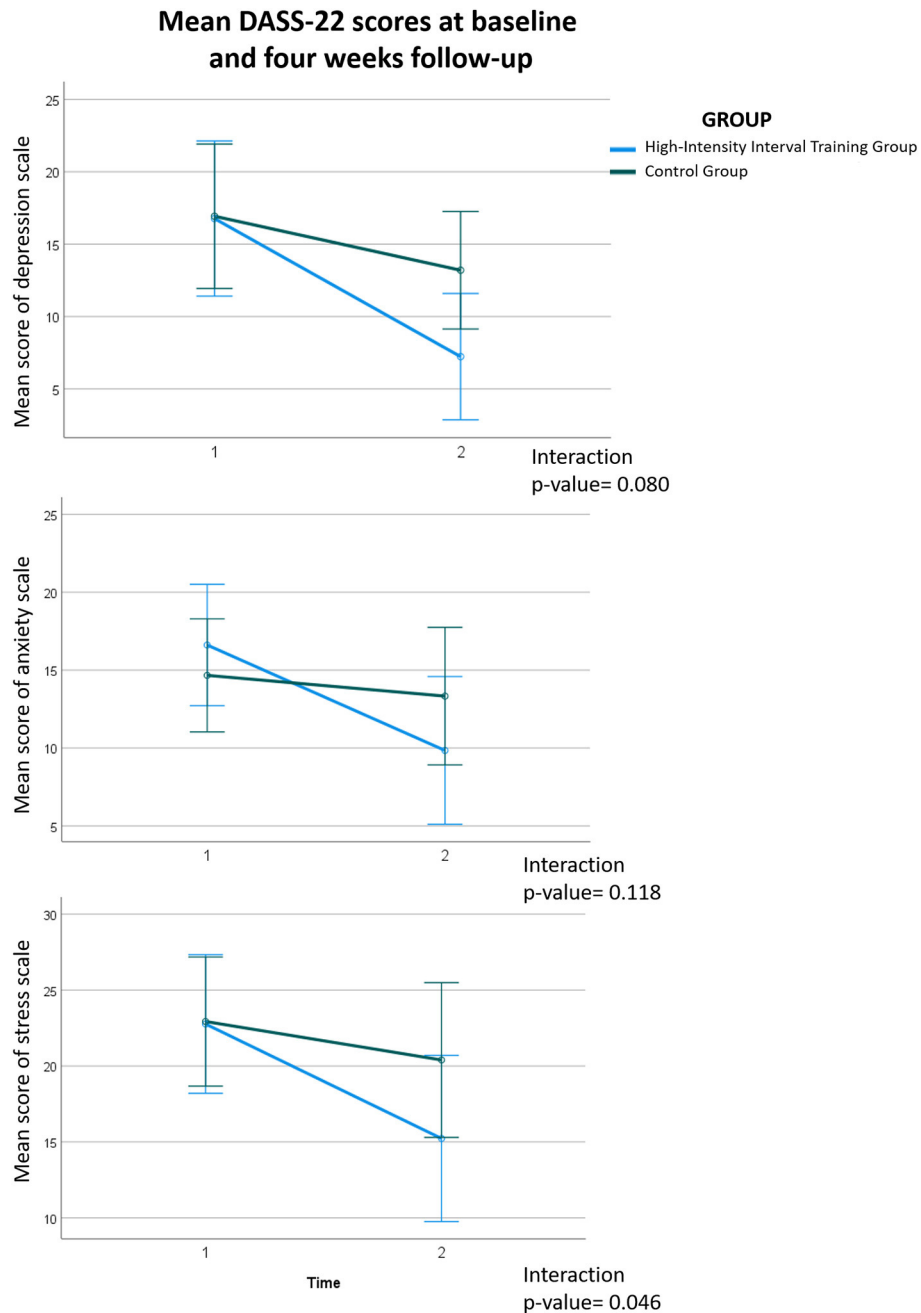 Mean DASS-22 scores at baseline
and four weeks follow-up
GROUP
High-Intensity Interval Training Group
Control Group
Mean score of depression scale
25
20
15
10
5
1
2
Interaction
p-value= 0.080
Mean score of anxiety scale
25
20
15
10
5
1
2
Interaction
p-value= 0.118
Mean score of stress scale
30
25
20
15
10
1
2
Time
Interaction
p-value= 0.046